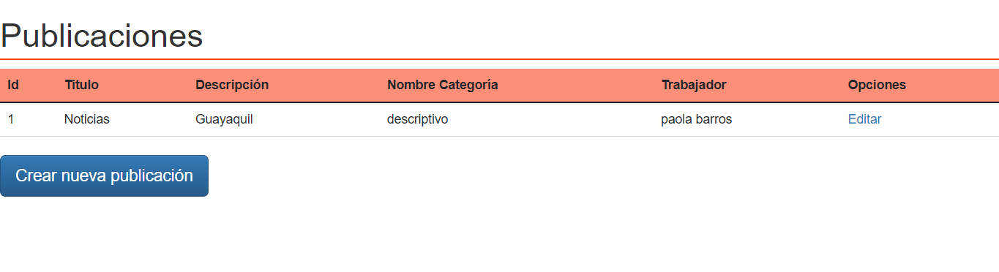 Publicaciones
Id Titulo Descripción Nombre Categoría Trabajador Opciones
1 Noticias Guayaquil descriptivo paola barros Editar
Crear nueva publicación